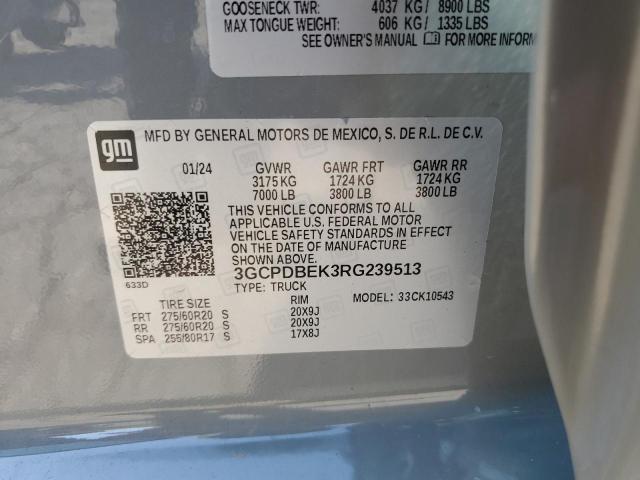 GOOSENECK TWR: 4037 KG/ 8900 LBS
MAX TONGUE WEIGHT: 606 KG/ 1335 LBS
SEE OWNER'S MANUAL FOR MORE INFORM
gm
MFD BY GENERAL MOTORS DE MEXICO, S. DE R.L. DE C.V.
01/24 GVWR GAWR FRT GAWR RR
3175 KG 1724 KG 1724 KG
7000 LB 3800 LB 3800 LB
THIS VEHICLE CONFORMS TO ALL
APPLICABLE U.S. FEDERAL MOTOR
VEHICLE SAFETY STANDARDS IN EFFECT
ON THE DATE OF MANUFACTURE
SHOWN ABOVE.
3GCPDBEK3RG239513
633D
TYPE: TRUCK MODEL: 33CK10543
TIRE SIZE RIM
FRT 275/60R20 S 20X9J
RR 275/60R20 S 20X9J
SPA 255/80R17 S 17X8J